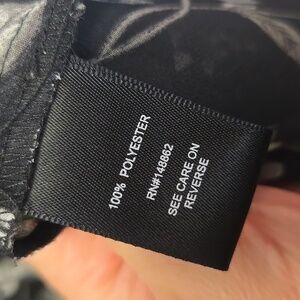 100% POLYESTER
RN#148862
SEE CARE ON
REVERSE